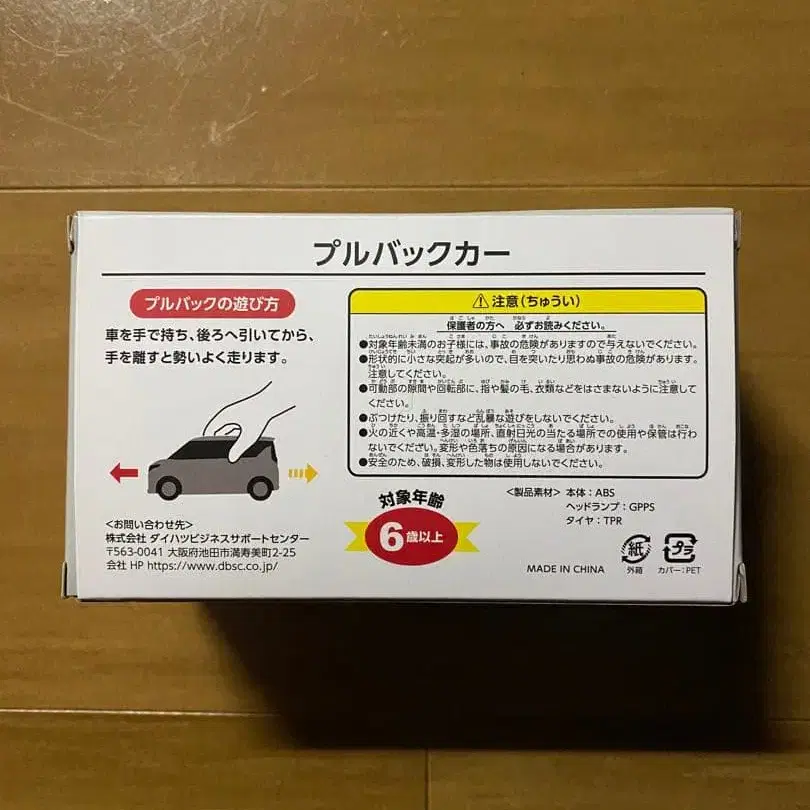 プルバックカー
プルバックの遊び方
車を手で持ち、後ろへ引いてから、
手を離すと勢いよく走ります。
<お問い合わせ先>
株式会社 ダイハツビジネスサポートセンター
〒563-0041 大阪府池田市満寿美町2-25
会社 HP https://www.dbsc.co.jp/
⚠注意(ちゅうい)
保護者の方へ 必ずお読みください。
●対象年齢未満のお子様には、事故の危険がありますので与えないでください。
●形状的に小さな突起が多いので、目を突いたり思わぬ事故の危険があります。
注意してください。
●可動部の隙間や回転部に、指や髪の毛、衣類などをはさまないように注意して
ください。
●ぶつけたり、振り回すなど乱暴な遊びをしないでください。
●火の近くや高温・多湿の場所、直射日光の当たる場所での使用や保管は行わ
ないでください。変形や色落ちの原因になる場合があります。
●安全のため、破損、変形した物は使用しないでください。
対象年齢
6歳以上
<製品素材> 本体:ABS
ヘッドランプ:GPPS
タイヤ:TPR
MADE IN CHINA
紙
外箱
プラ
カバー:PET